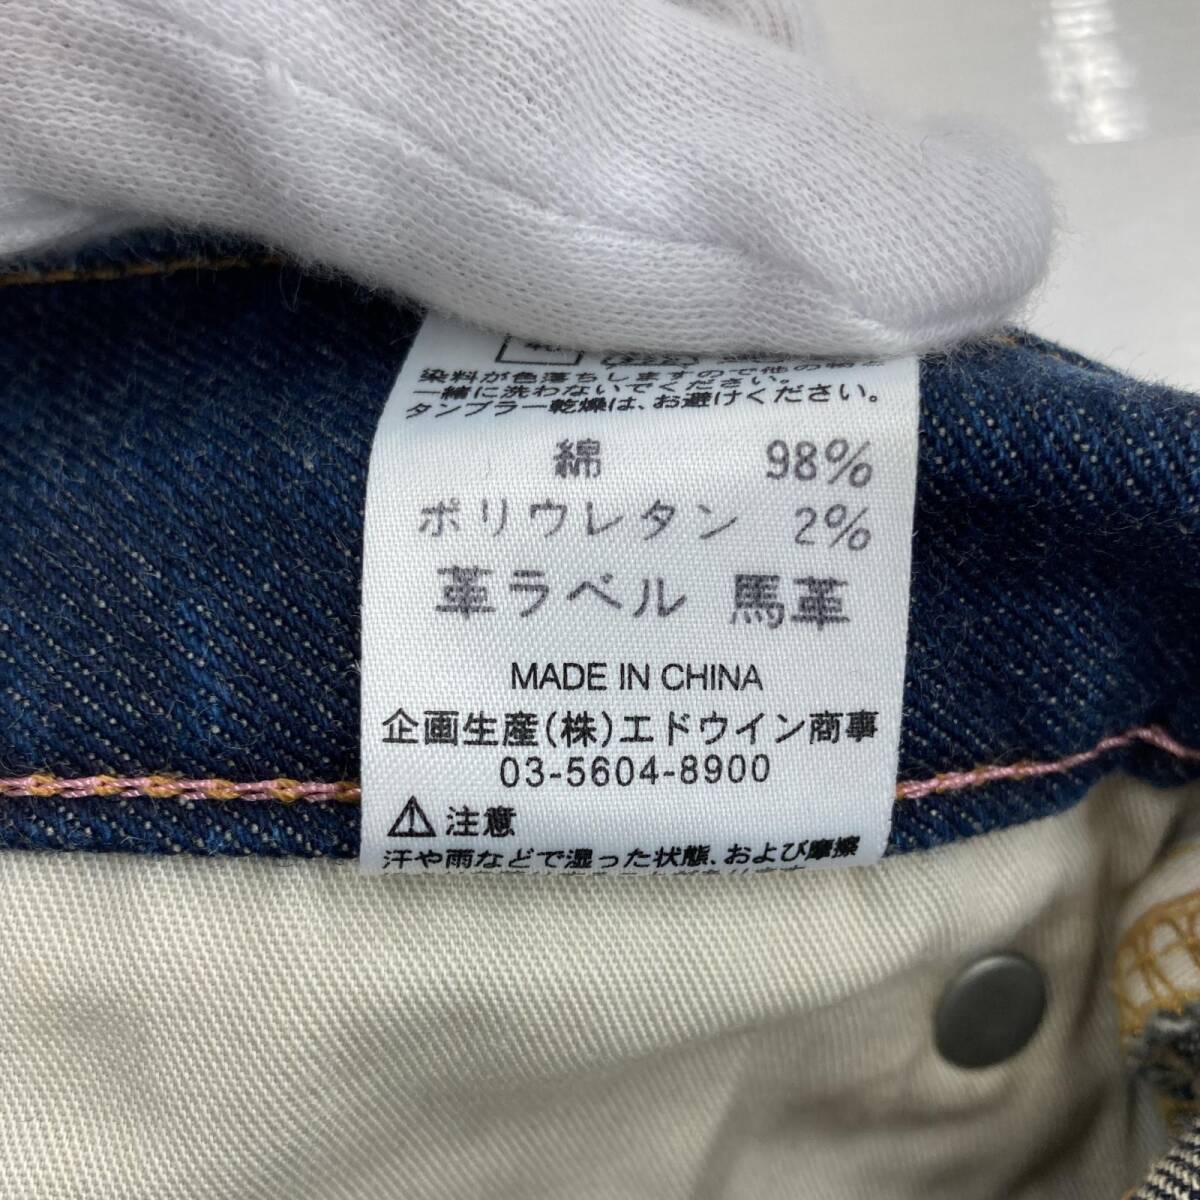 染料が色落ちしますので他の物と
一緒に洗わないでください。
タンブラー乾燥は、お避けください。
綿 98%
ポリウレタン 2%
革ラベル 馬革
MADE IN CHINA
企画生産(株)エドウイン商事
03-5604-8900
⚠注意
汗や雨などで湿った状態、および摩擦